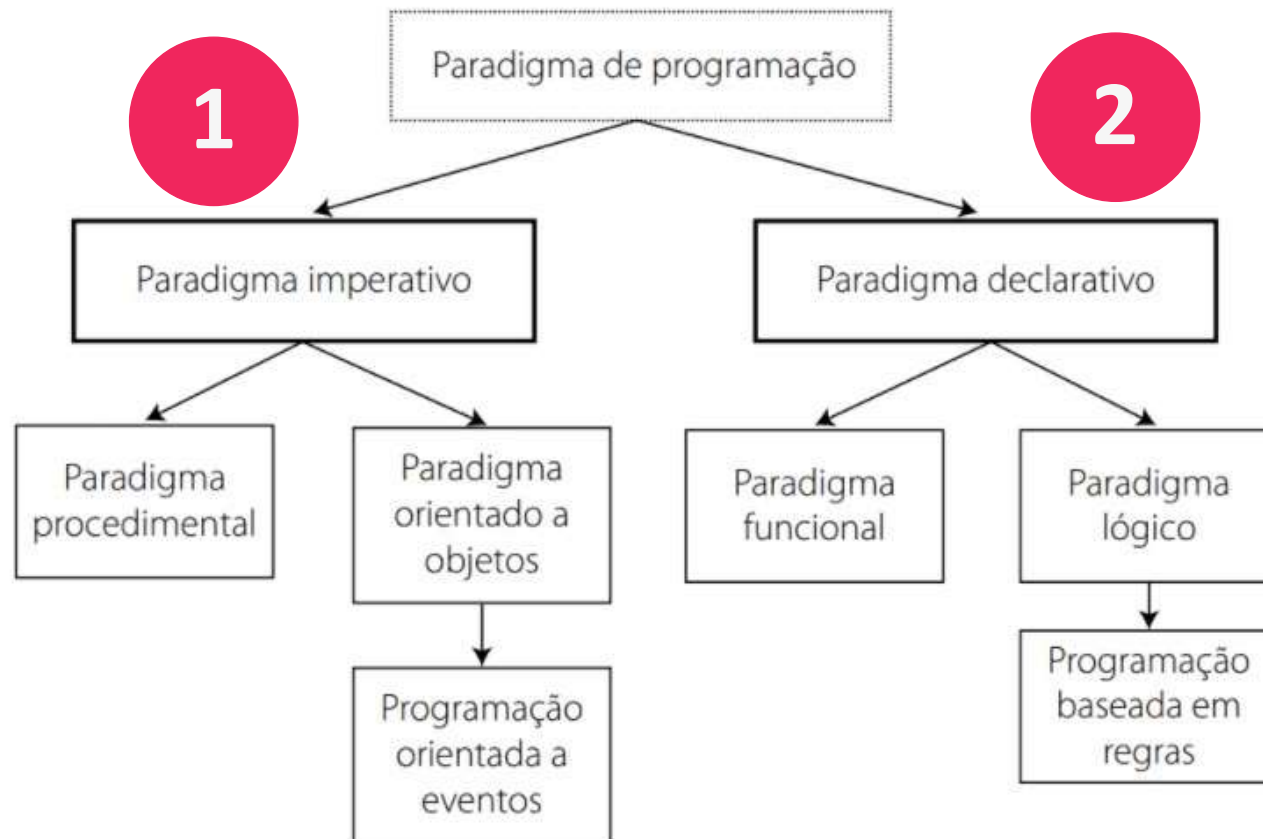 Paradigma de programação
1
2
Paradigma imperativo
Paradigma declarativo
Paradigma
procedimental
Paradigma
orientado a
objetos
Paradigma
funcional
Paradigma
lógico
Programação
orientada a
eventos
Programação
baseada em
regras